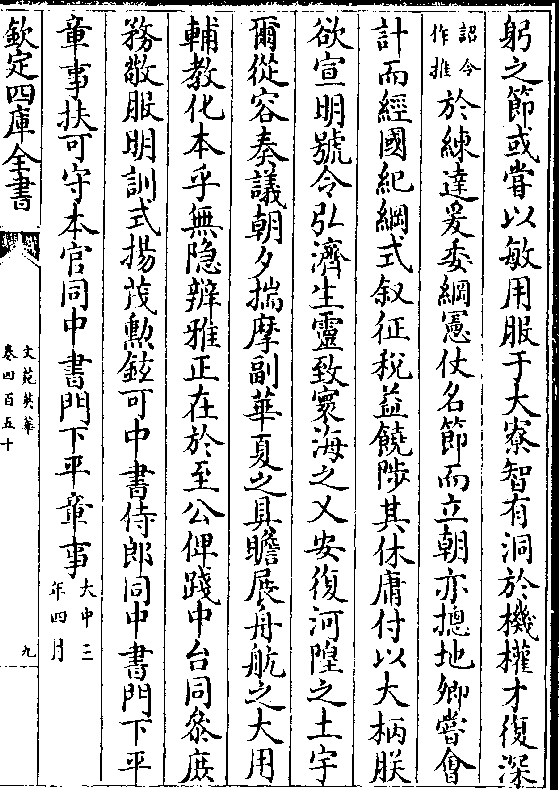 躬之節或嘗以敏用服于大寮智有洞於機權才復深
詔令作推於練達爰委綱憲仗名節而立朝亦摠地卿嘗會
計而經國紀綱式叙征稅益饒陟其休庸付以大柄朕
欲宣明號令弘濟生靈致寰海之乂安復河隍之土宇
爾從容奏議朝夕揣摩副華夏之具瞻展舟航之大用
輔教化本乎無隐辨雅正在於至公俾踐中台同叅庶
務敬服明訓式揚茂勲鉉可中書侍郎同中書門下平
章事扶可守本官同中書門下平章事大中三年四月
欽定四庫全書
文苑英華
卷四百五十
九